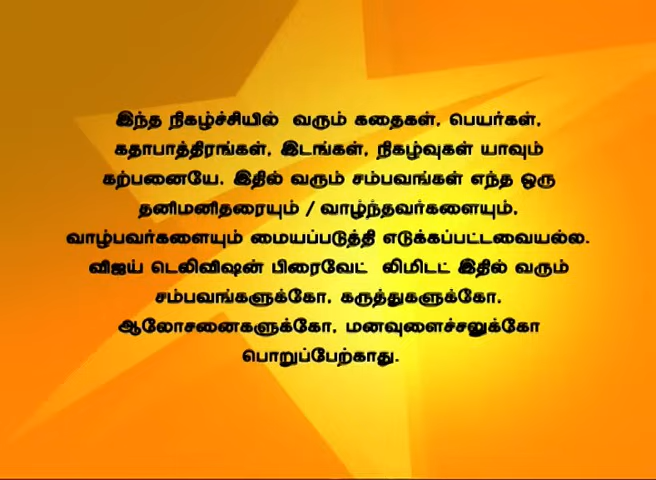 இந்த நிகழ்ச்சியில் வரும் கதைகள், பெயர்கள்,
கதாபாத்திரங்கள், இடங்கள், நிகழ்வுகள் யாவும்
கற்பனையே. இதில் வரும் சம்பவங்கள் எந்த ஒரு
தனிமனிதரையும் / வாழ்ந்தவர்களையும்,
வாழ்பவர்களையும் மையப்படுத்தி எடுக்கப்பட்டவையல்ல.
விஜய் டெலிவிஷன் பிரைவேட் லிமிடட் இதில் வரும்
சம்பவங்களுக்கோ, கருத்துகளுக்கோ,
ஆலோசனைகளுக்கோ, மனவுளைச்சலுக்கோ
பொறுப்பேற்காது.